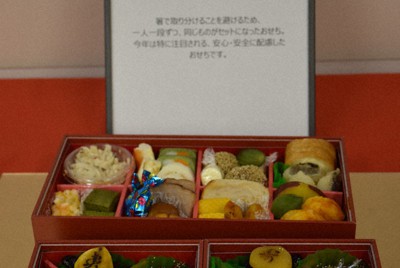 箸で取り分けることを避けるため、
一人一段ずつ、同じものがセットになったおせち。
今年は特に注目される、安心・安全に配慮した
おせちです。